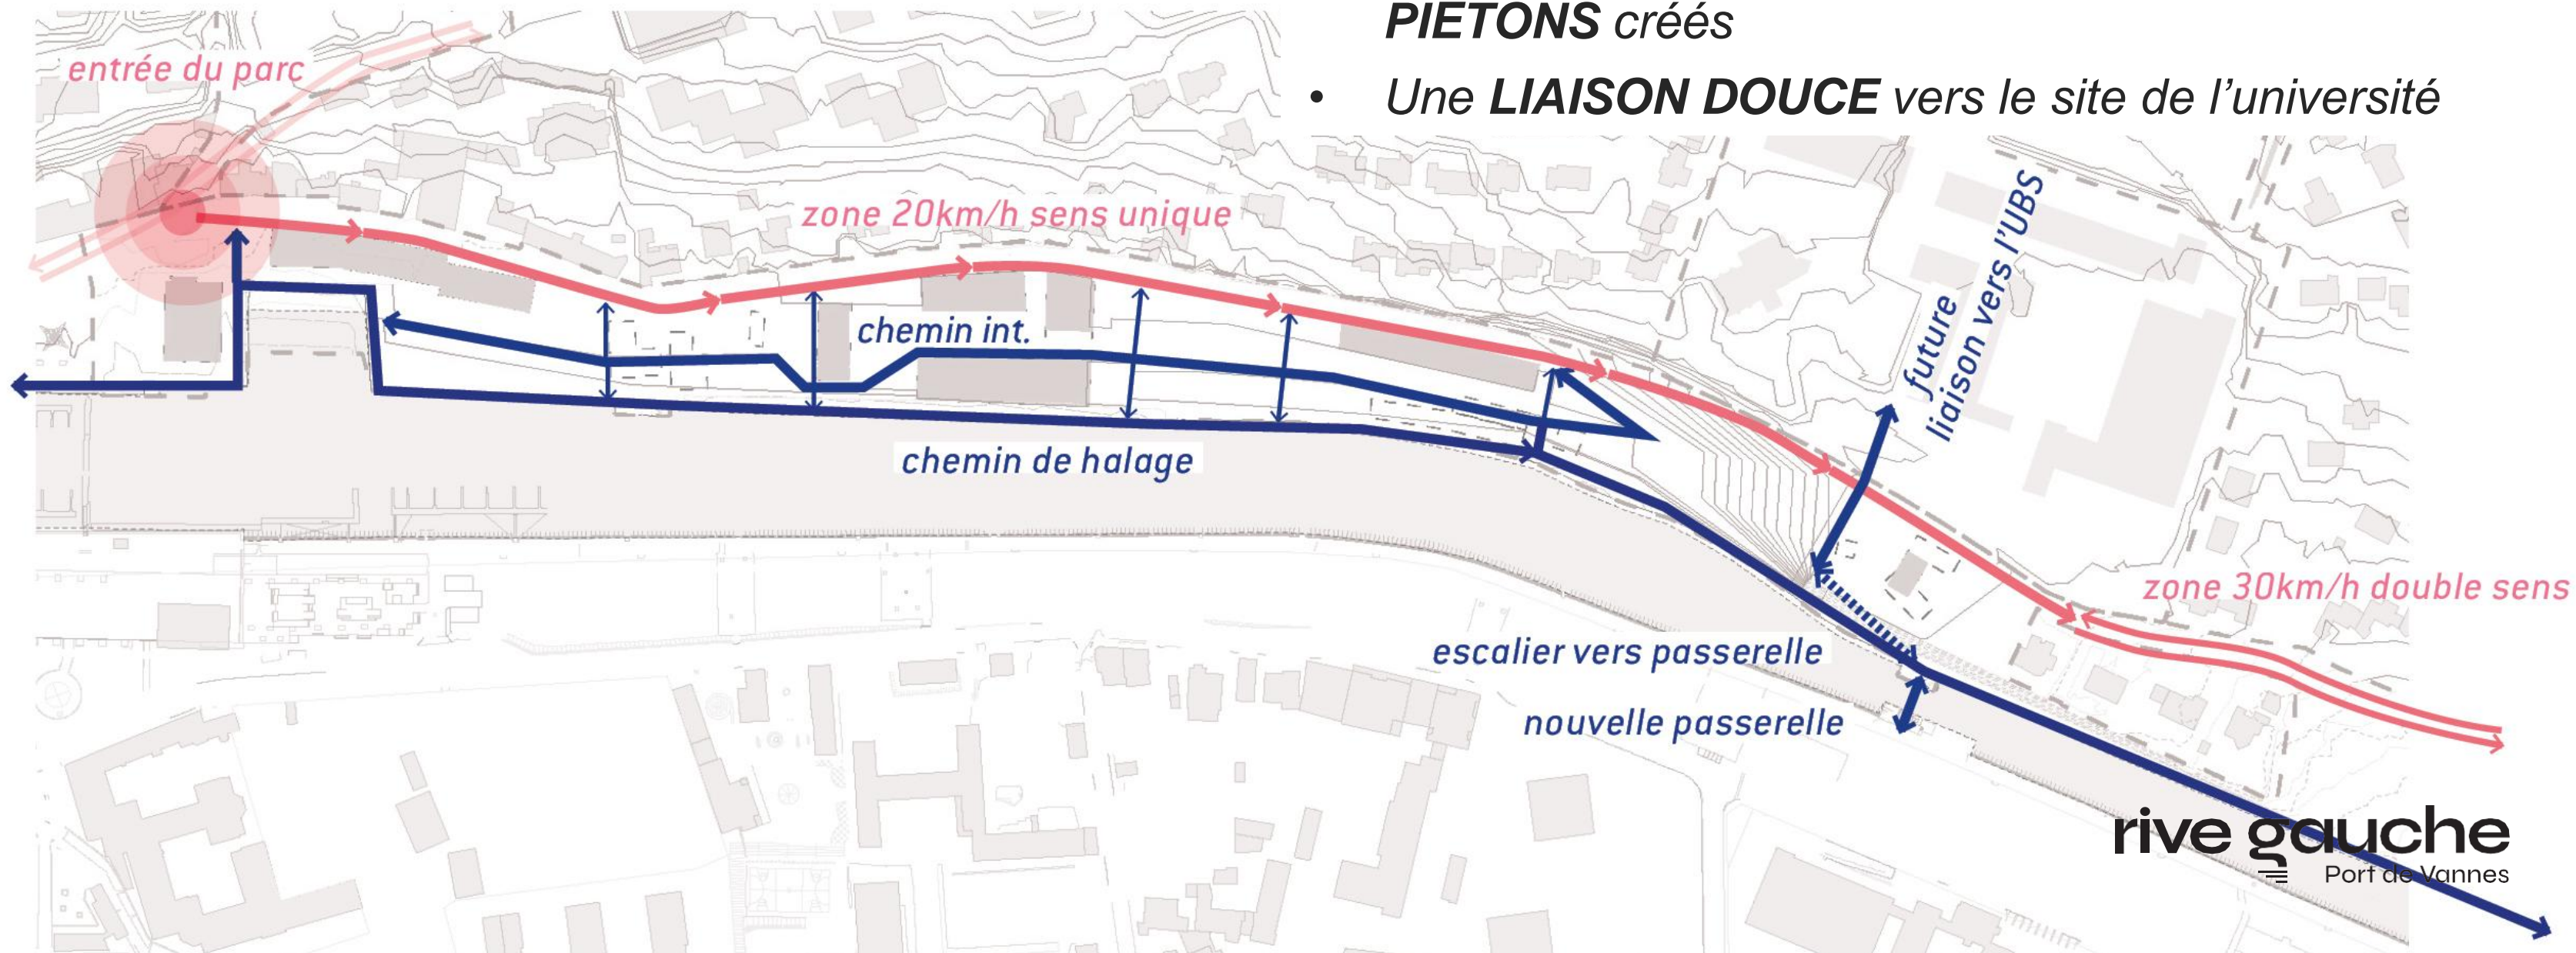 PIETONS créés
• Une LIAISON DOUCE vers le site de l’université
entrée du parc
zone 20km/h sens unique
chemin int.
chemin de halage
future
liaison vers l'UBS
zone 30km/h double sens
escalier vers passerelle
nouvelle passerelle
rive gauche
Port de Vannes